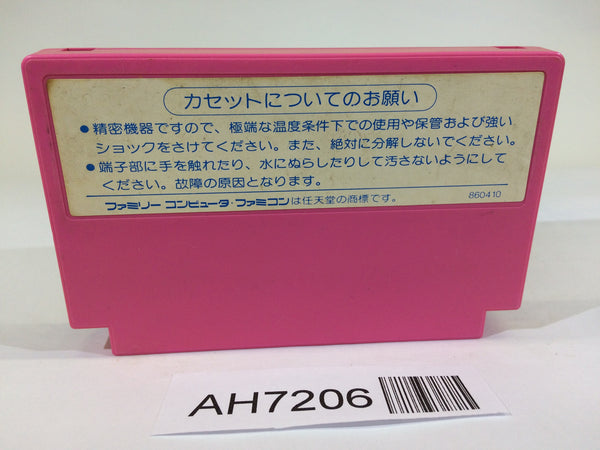 カセットについてのお願い
●精密機器ですので、極端な温度条件下での使用や保管および強い
ショックをさけてください。また、絶対に分解しないでください。
●端子部に手を触れたり、水にぬらしたりして汚さないようにして
ください。故障の原因となります。
ファミリー コンピュータ・ファミコンは任天堂の商標です。
860410
AH7206